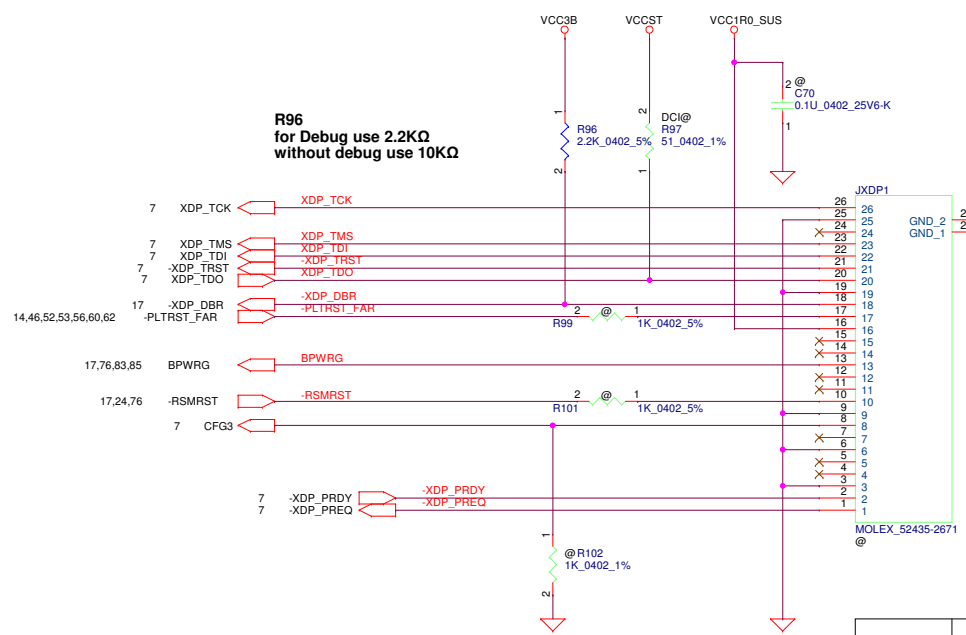 VCC3B VCCST VCC1R0_SUS
R96
for Debug use 2.2KΩ
without debug use 10KΩ
1
R96
2.2K_0402_5%
2
2
DCI@
R97
51_0402_1%
1
2
@
C70
0.1U_0402_25V6-K
1
JXDP1
7 XDP_TCK XDP_TCK 26 26
25 25
24 24
7 XDP_TMS XDP_TMS 23 23
7 XDP_TDI XDP_TDI 22 22
7 -XDP_TRST -XDP_TRST 21 21
7 XDP_TDO XDP_TDO 20 20
19 19
17 -XDP_DBR -XDP_DBR 18 18
14,46,52,53,56,60,62 -PLTRST_FAR -PLTRST_FAR R99 2 @ 1 1K_0402_5% 17 17
16 16
15 15
14 14
17,76,83,85 BPWRG BPWRG 13 13
12 12
11 11
17,24,76 -RSMRST -RSMRST R101 2 @ 1 1K_0402_5% 10 10
9 9
7 CFG3 8 8
7 7
6 6
5 5
4 4
3 3
7 -XDP_PRDY -XDP_PRDY 2 2
7 -XDP_PREQ -XDP_PREQ 1 1
GND_2 2
GND_1 2
MOLEX_52435-2671
@
1
@ R102
1K_0402_1%
2